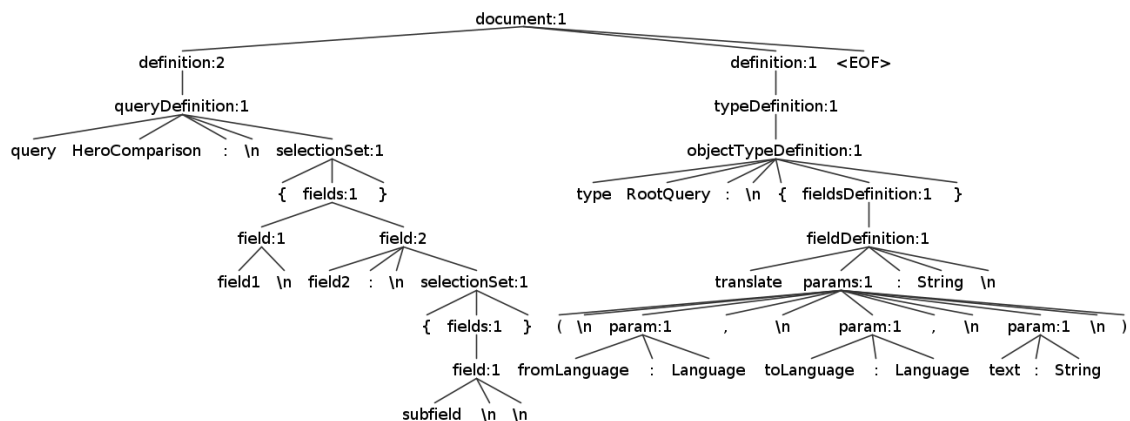 document:1
definition:2 definition:1 <EOF>
queryDefinition:1 typeDefinition:1
query HeroComparison : \n selectionSet:1 objectTypeDefinition:1
{ fields:1 } type RootQuery : \n { fieldsDefinition:1 }
field:1 field:2 fieldDefinition:1
field1 \n field2 : \n selectionSet:1 translate params:1 : String \n
{ fields:1 } ( \n param:1 , \n param:1 , \n param:1 \n )
field:1 fromLanguage : Language toLanguage : Language text : String
subfield \n \n